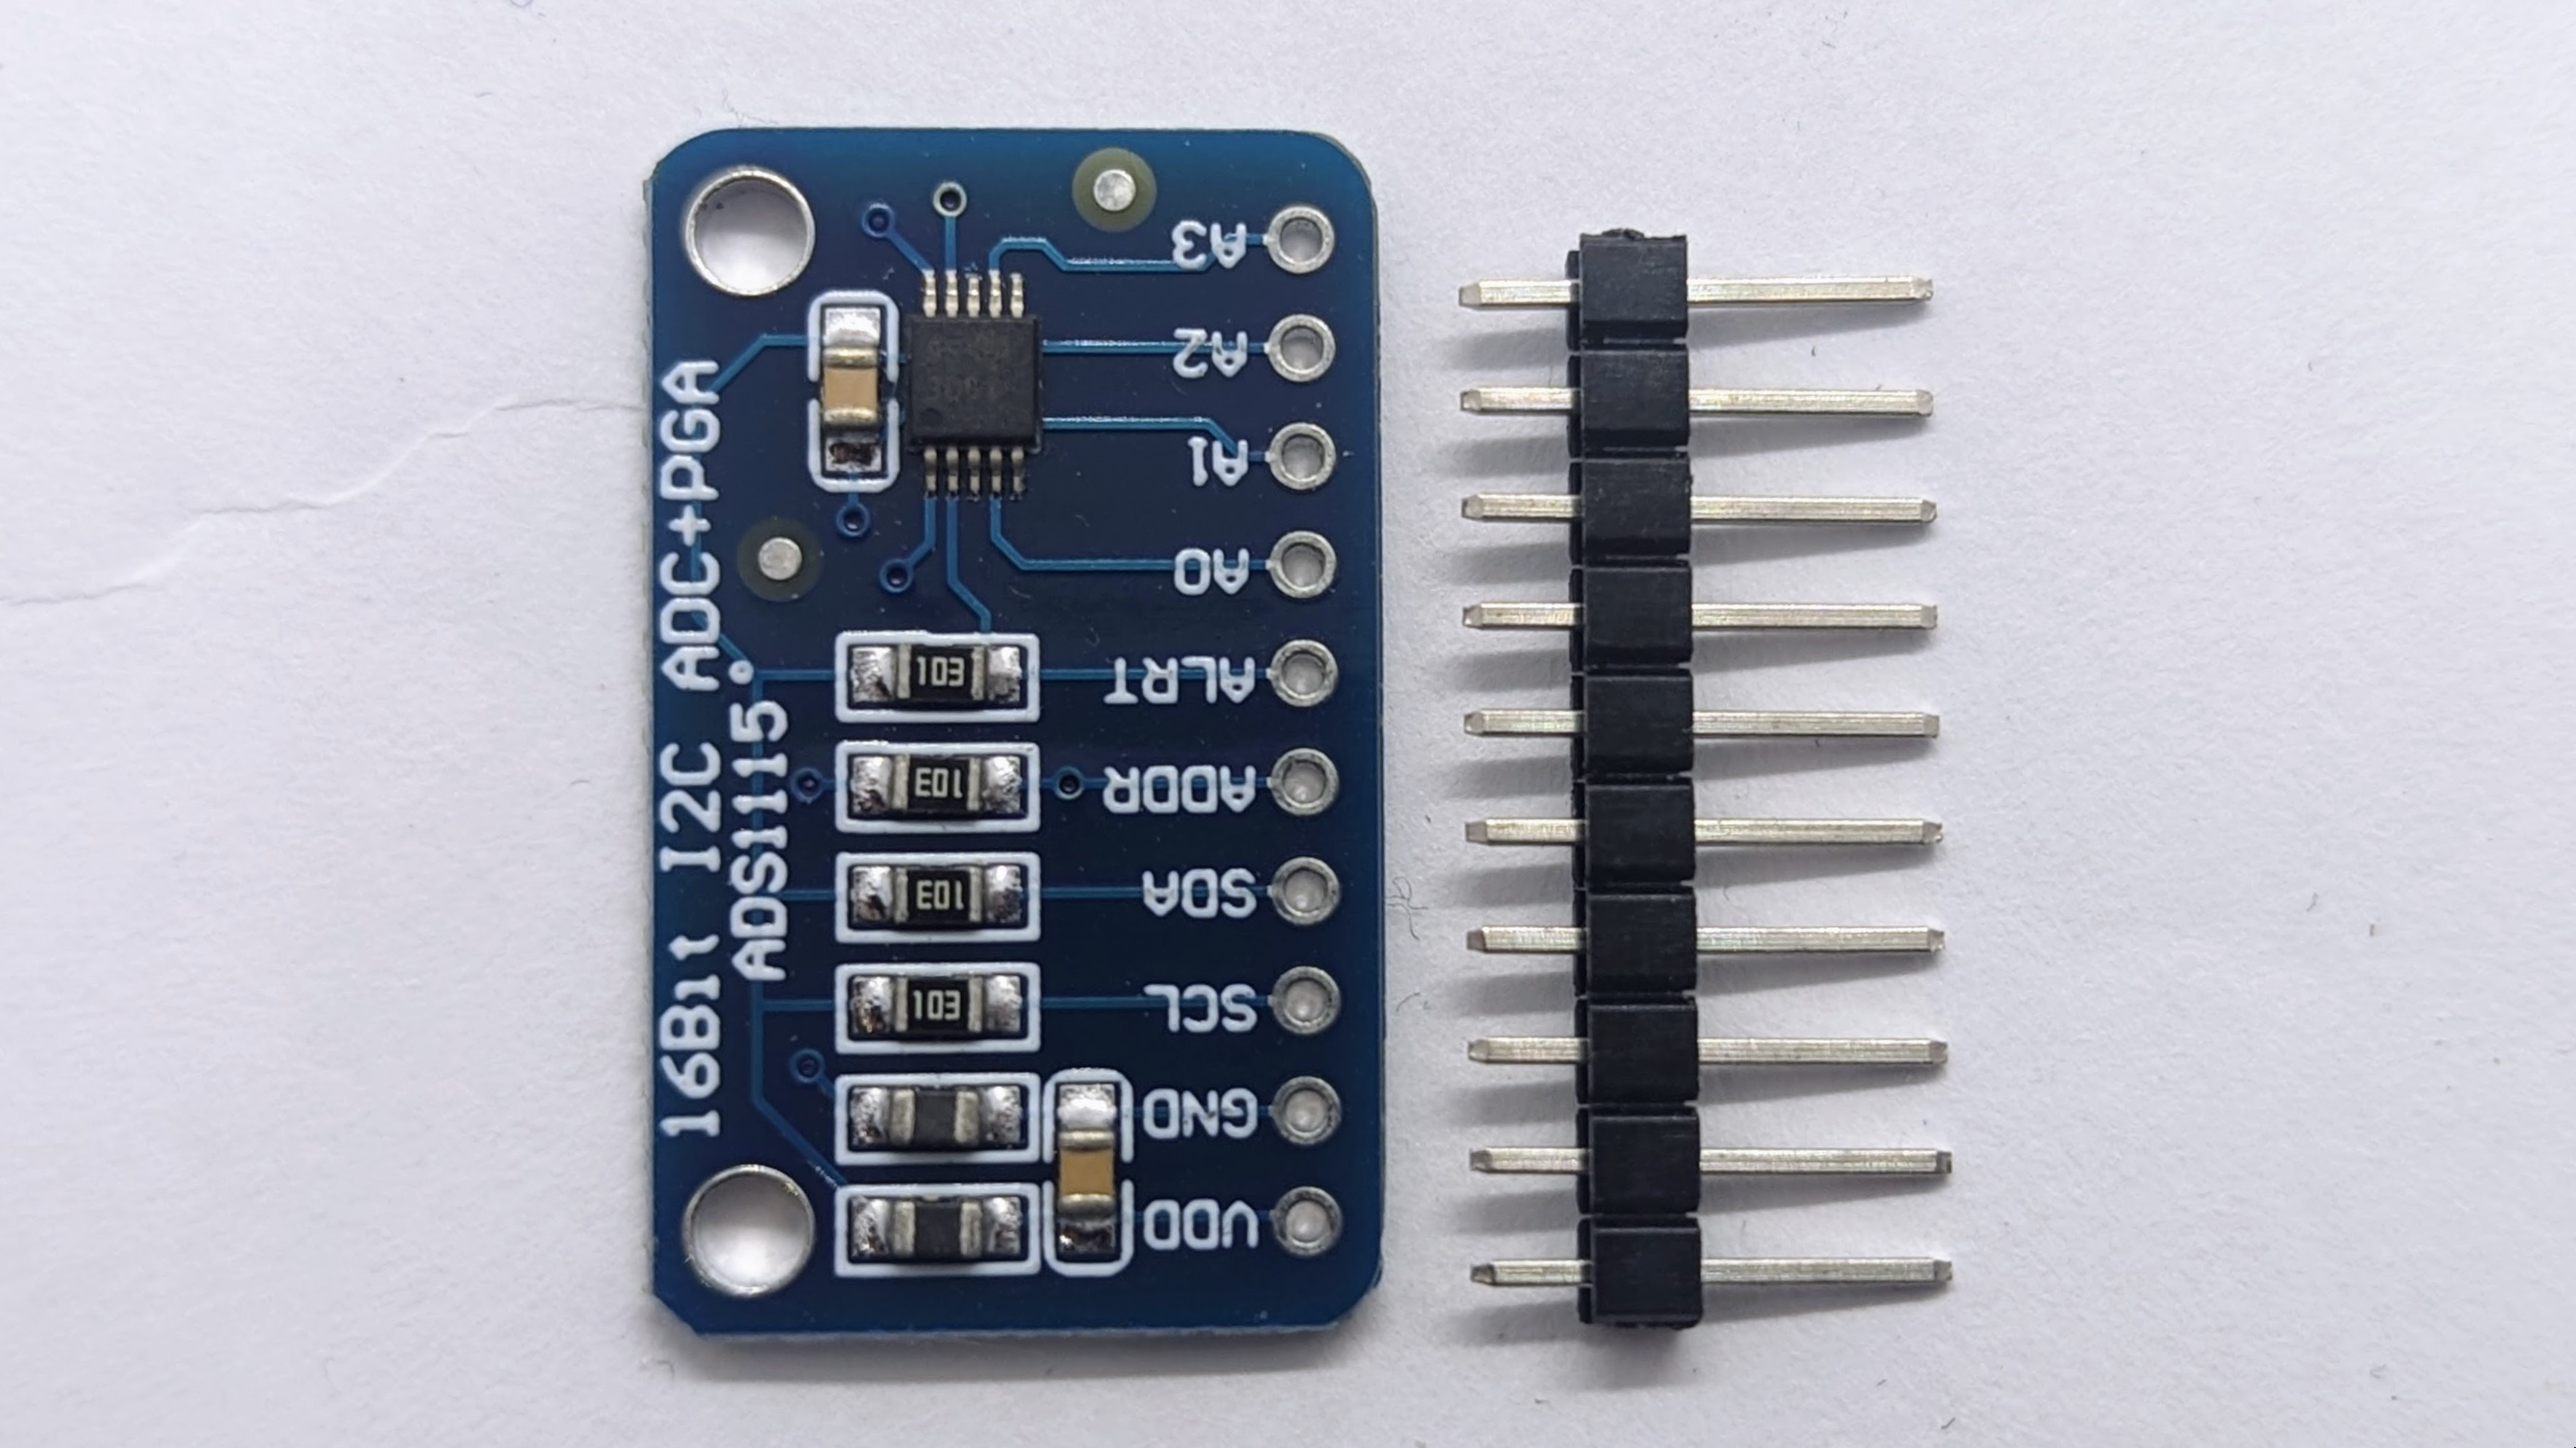 16Bit I2C ADC+PGA
ADS1115
A3
A2
A1
A0
ALRT
ADDR
SDA
SCL
GND
VDD
103
103
103
103